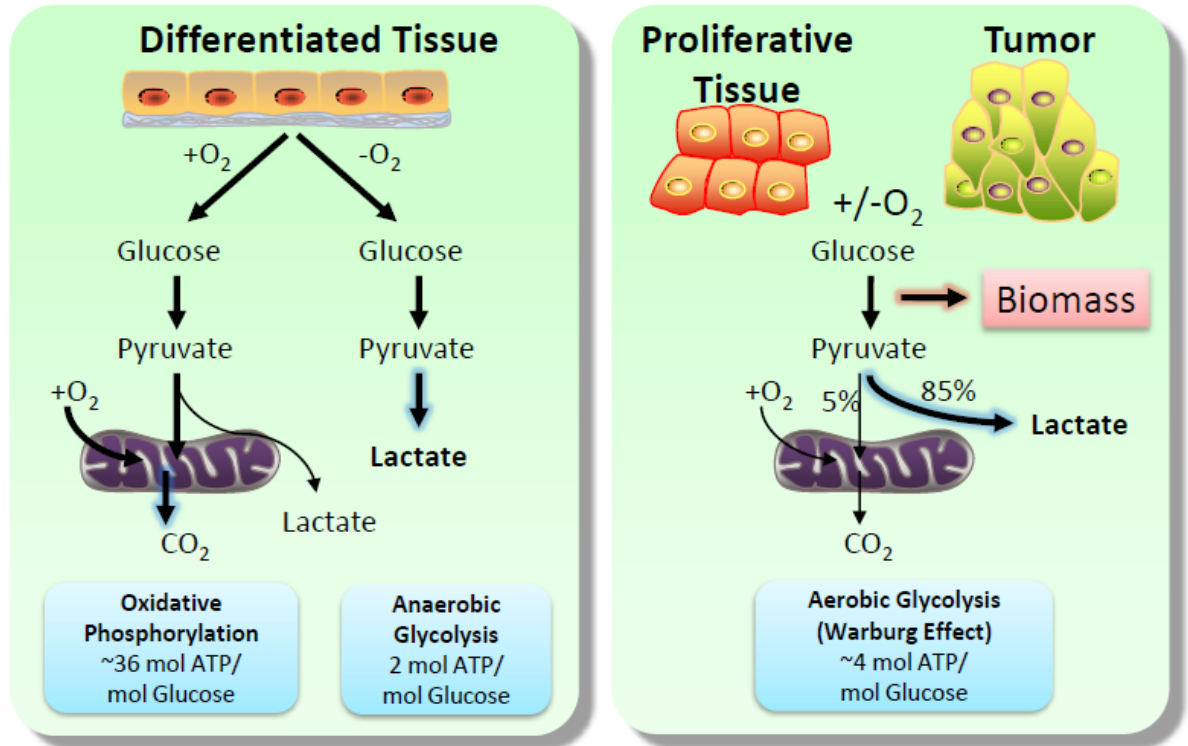 Differentiated Tissue
+O₂
-O₂
Glucose
Glucose
Pyruvate
Pyruvate
+O₂
Lactate
Lactate
CO₂
Oxidative
Phosphorylation
~36 mol ATP/
mol Glucose
Anaerobic
Glycolysis
2 mol ATP/
mol Glucose
Proliferative
Tissue
Tumor
+/-O₂
Glucose
Biomass
Pyruvate
+O₂
5%
85%
Lactate
CO₂
Aerobic Glycolysis
(Warburg Effect)
~4 mol ATP/
mol Glucose